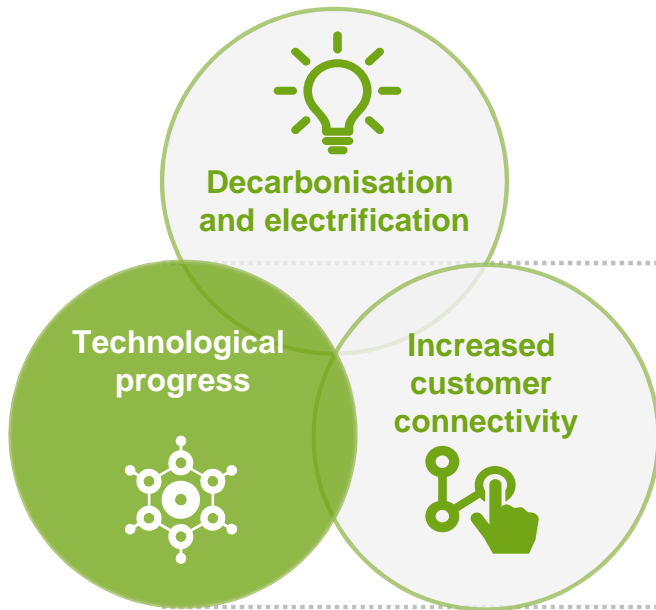 Decarbonisation
and electrification
Technological
progress
Increased
customer
connectivity